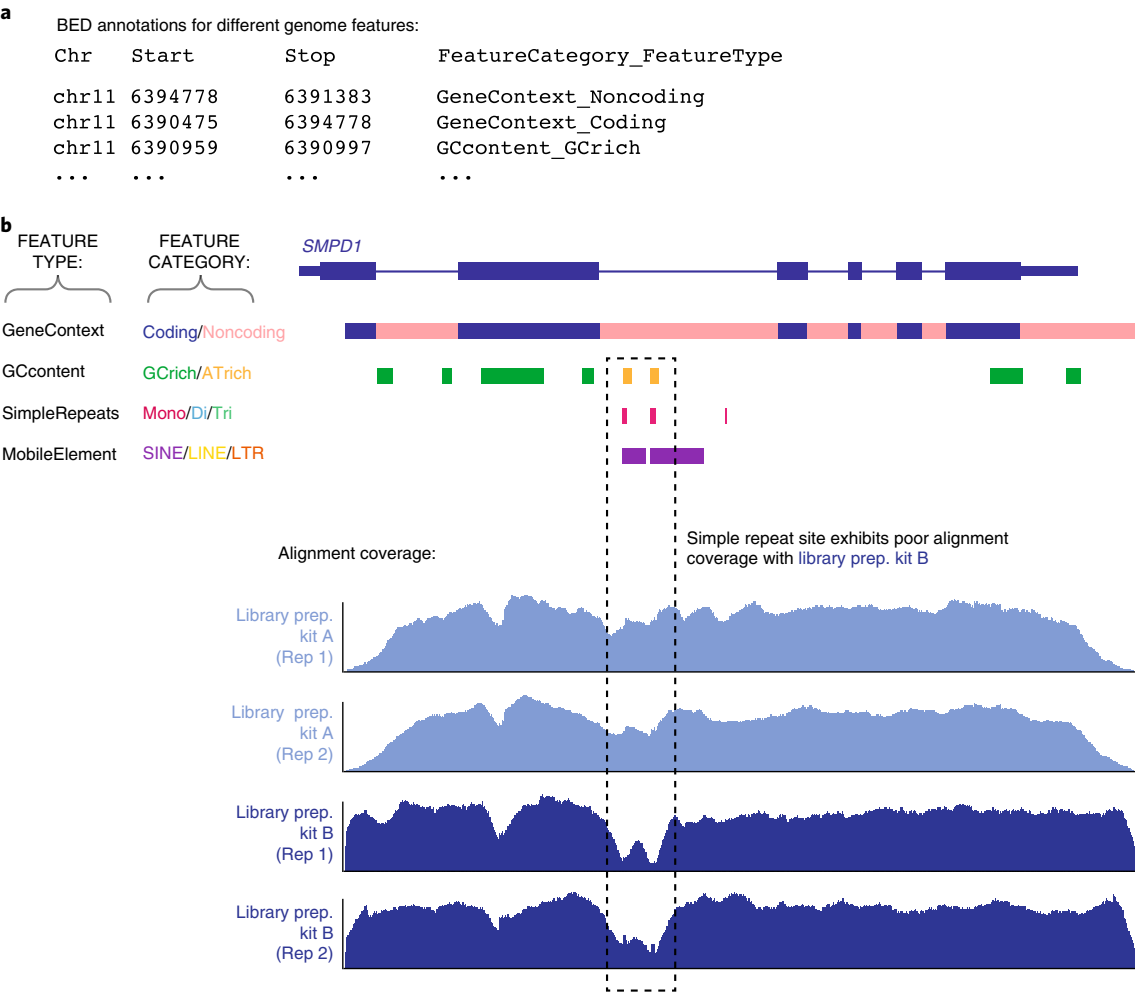 a
BED annotations for different genome features:
Chr Start Stop FeatureCategory_FeatureType
chr11 6394778 6391383 GeneContext_Noncoding
chr11 6390475 6394778 GeneContext_Coding
chr11 6390959 6390997 GCcontent_GCrich
... ... ... ...
b
FEATURE
TYPE:
FEATURE
CATEGORY:
SMPD1
GeneContext Coding/Noncoding
GCcontent GCrich/ATrich
SimpleRepeats Mono/Di/Tri
MobileElement SINE/LINE/LTR
Alignment coverage:
Simple repeat site exhibits poor alignment
coverage with library prep. kit B
Library prep.
kit A
(Rep 1)
Library prep.
kit A
(Rep 2)
Library prep.
kit B
(Rep 1)
Library prep.
kit B
(Rep 2)